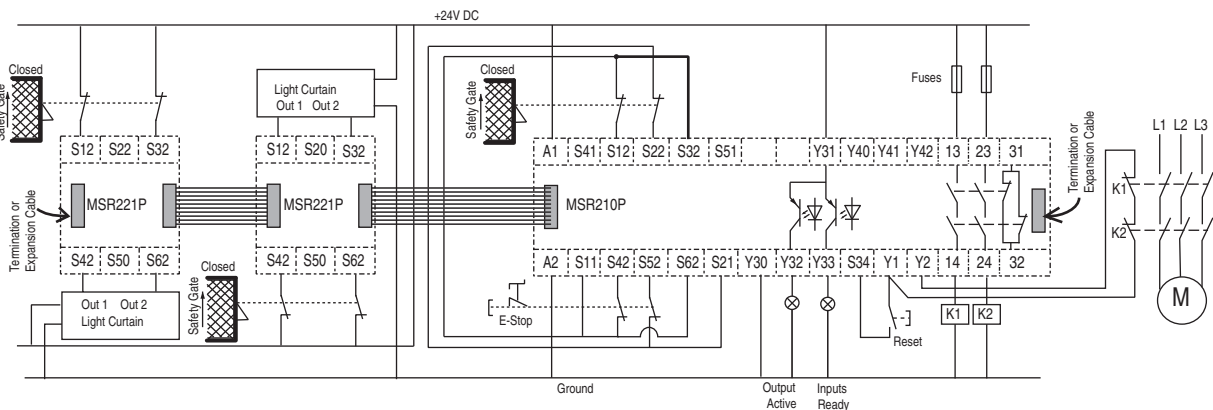 +24V DC
Closed
Safety Gate
Light Curtain
Out 1 Out 2
Closed
Safety Gate
Fuses
L1 L2 L3
S12 S22 S32
S12 S20 S32
A1 S41 S12 S22 S32 S51 Y31 Y40 Y41 Y42 13 23 31
Termination or
Expansion Cable
MSR221P
MSR221P
MSR210P
Termination or
Expansion Cable
K1
K2
S42 S50 S62
S42 S50 S62
A2 S11 S42 S52 S62 S21 Y30 Y32 Y33 S34 Y1 Y2 14 24 32
Closed
Safety Gate
Out 1 Out 2
Light Curtain
E-Stop
Reset
K1 K2
M
Ground
Output
Active
Inputs
Ready